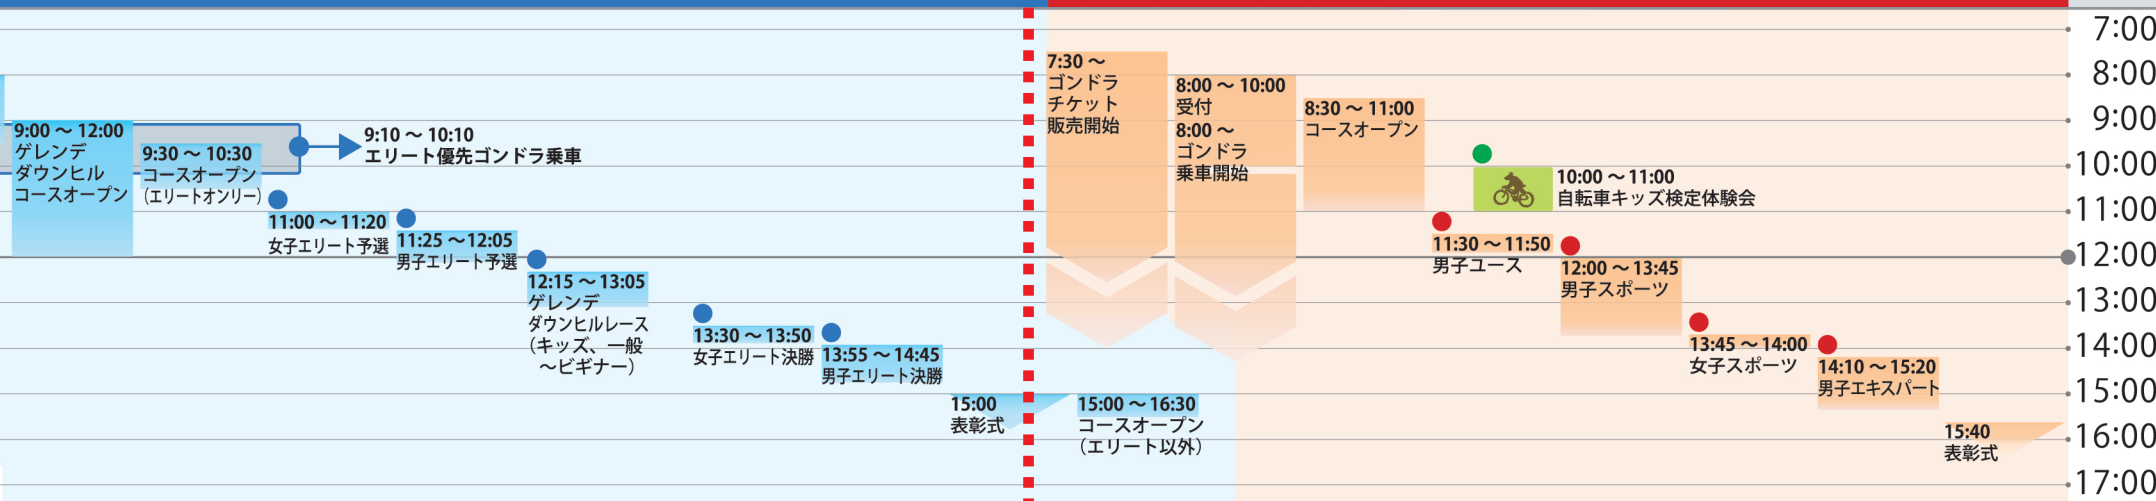 9:00 ～ 12:00
ゲレンデ
ダウンヒル
コースオープン
9:30 ～ 10:30
コースオープン
（エリートオンリー）
9:10 ～ 10:10
エリート優先ゴンドラ乗車
11:00 ～ 11:20
女子エリート予選
11:25 ～12:05
男子エリート予選
12:15 ～ 13:05
ゲレンデ
ダウンヒルレース
（キッズ、一般
～ビギナー）
13:30 ～ 13:50
女子エリート決勝
13:55 ～ 14:45
男子エリート決勝
15:00
表彰式
15:00 ～ 16:30
コースオープン
（エリート以外）
7:30 ～
ゴンドラ
チケット
販売開始
8:00 ～ 10:00
受付
8:00 ～
ゴンドラ
乗車開始
8:30 ～ 11:00
コースオープン
10:00 ～ 11:00
自転車キッズ検定体験会
11:30 ～ 11:50
男子ユース
12:00 ～ 13:45
男子スポーツ
13:45 ～ 14:00
女子スポーツ
14:10 ～ 15:20
男子エキスパート
15:40
表彰式
7:00
8:00
9:00
10:00
11:00
12:00
13:00
14:00
15:00
16:00
17:00